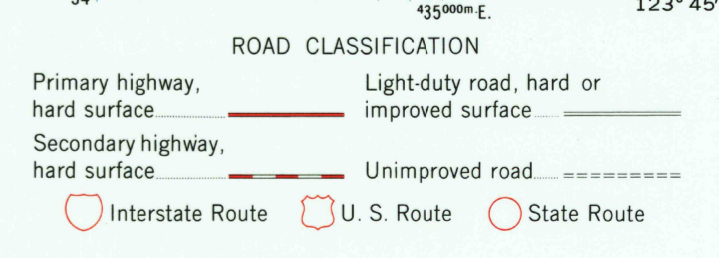 435000m.E.
123° 45'
ROAD CLASSIFICATION
Primary highway,
hard surface
Light-duty road, hard or
improved surface
Secondary highway,
hard surface
Unimproved road
Interstate Route
U. S. Route
State Route